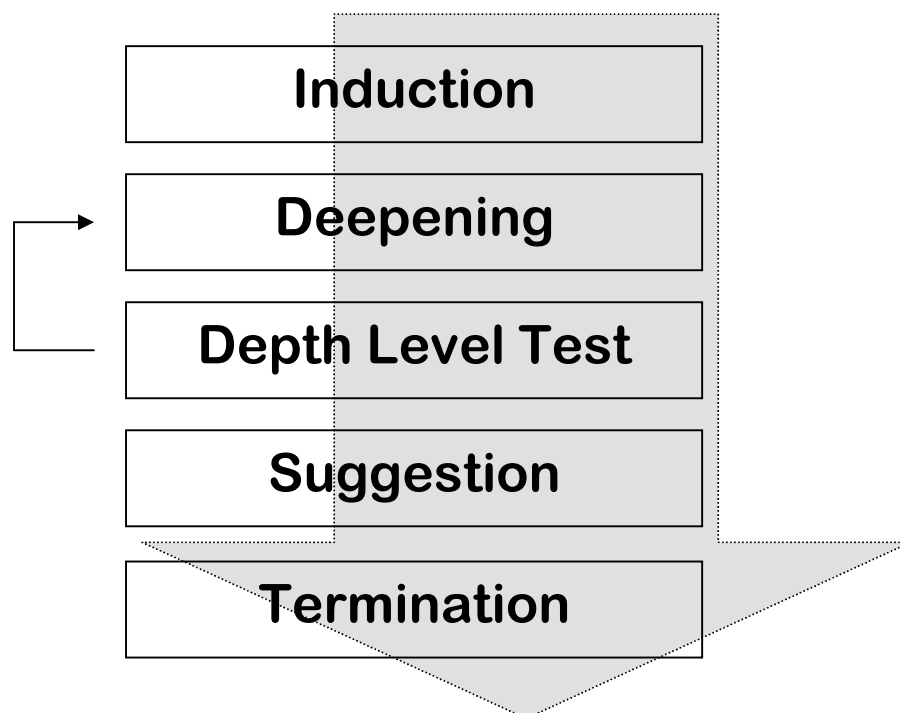 Induction
Deepening
Depth Level Test
Suggestion
Termination